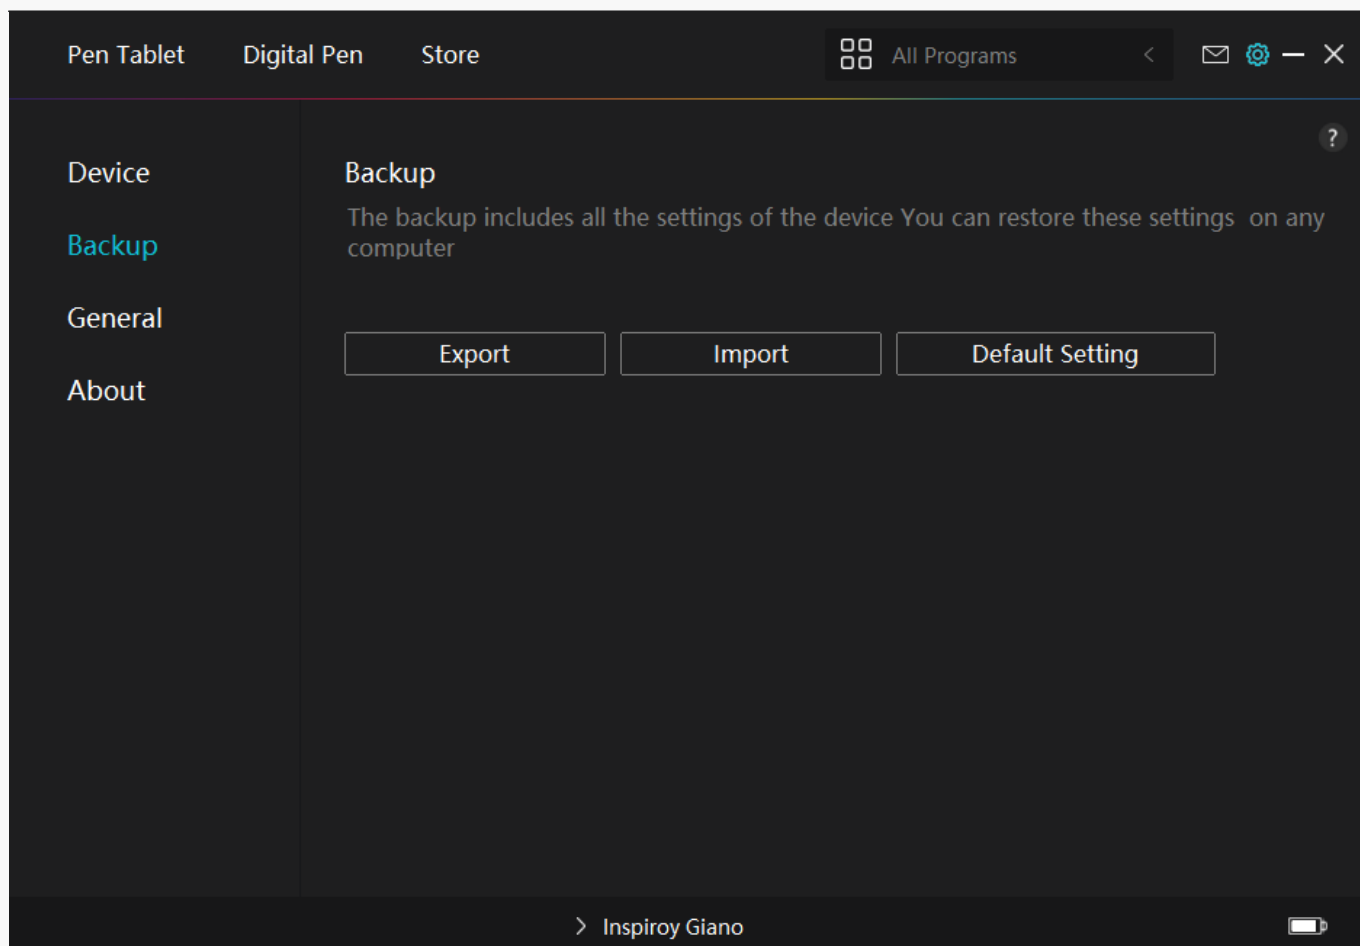 Pen Tablet Digital Pen Store All Programs
?
Device
Backup
General
About
Backup
The backup includes all the settings of the device You can restore these settings on any
computer
Export Import Default Setting
Inspiroy Giano